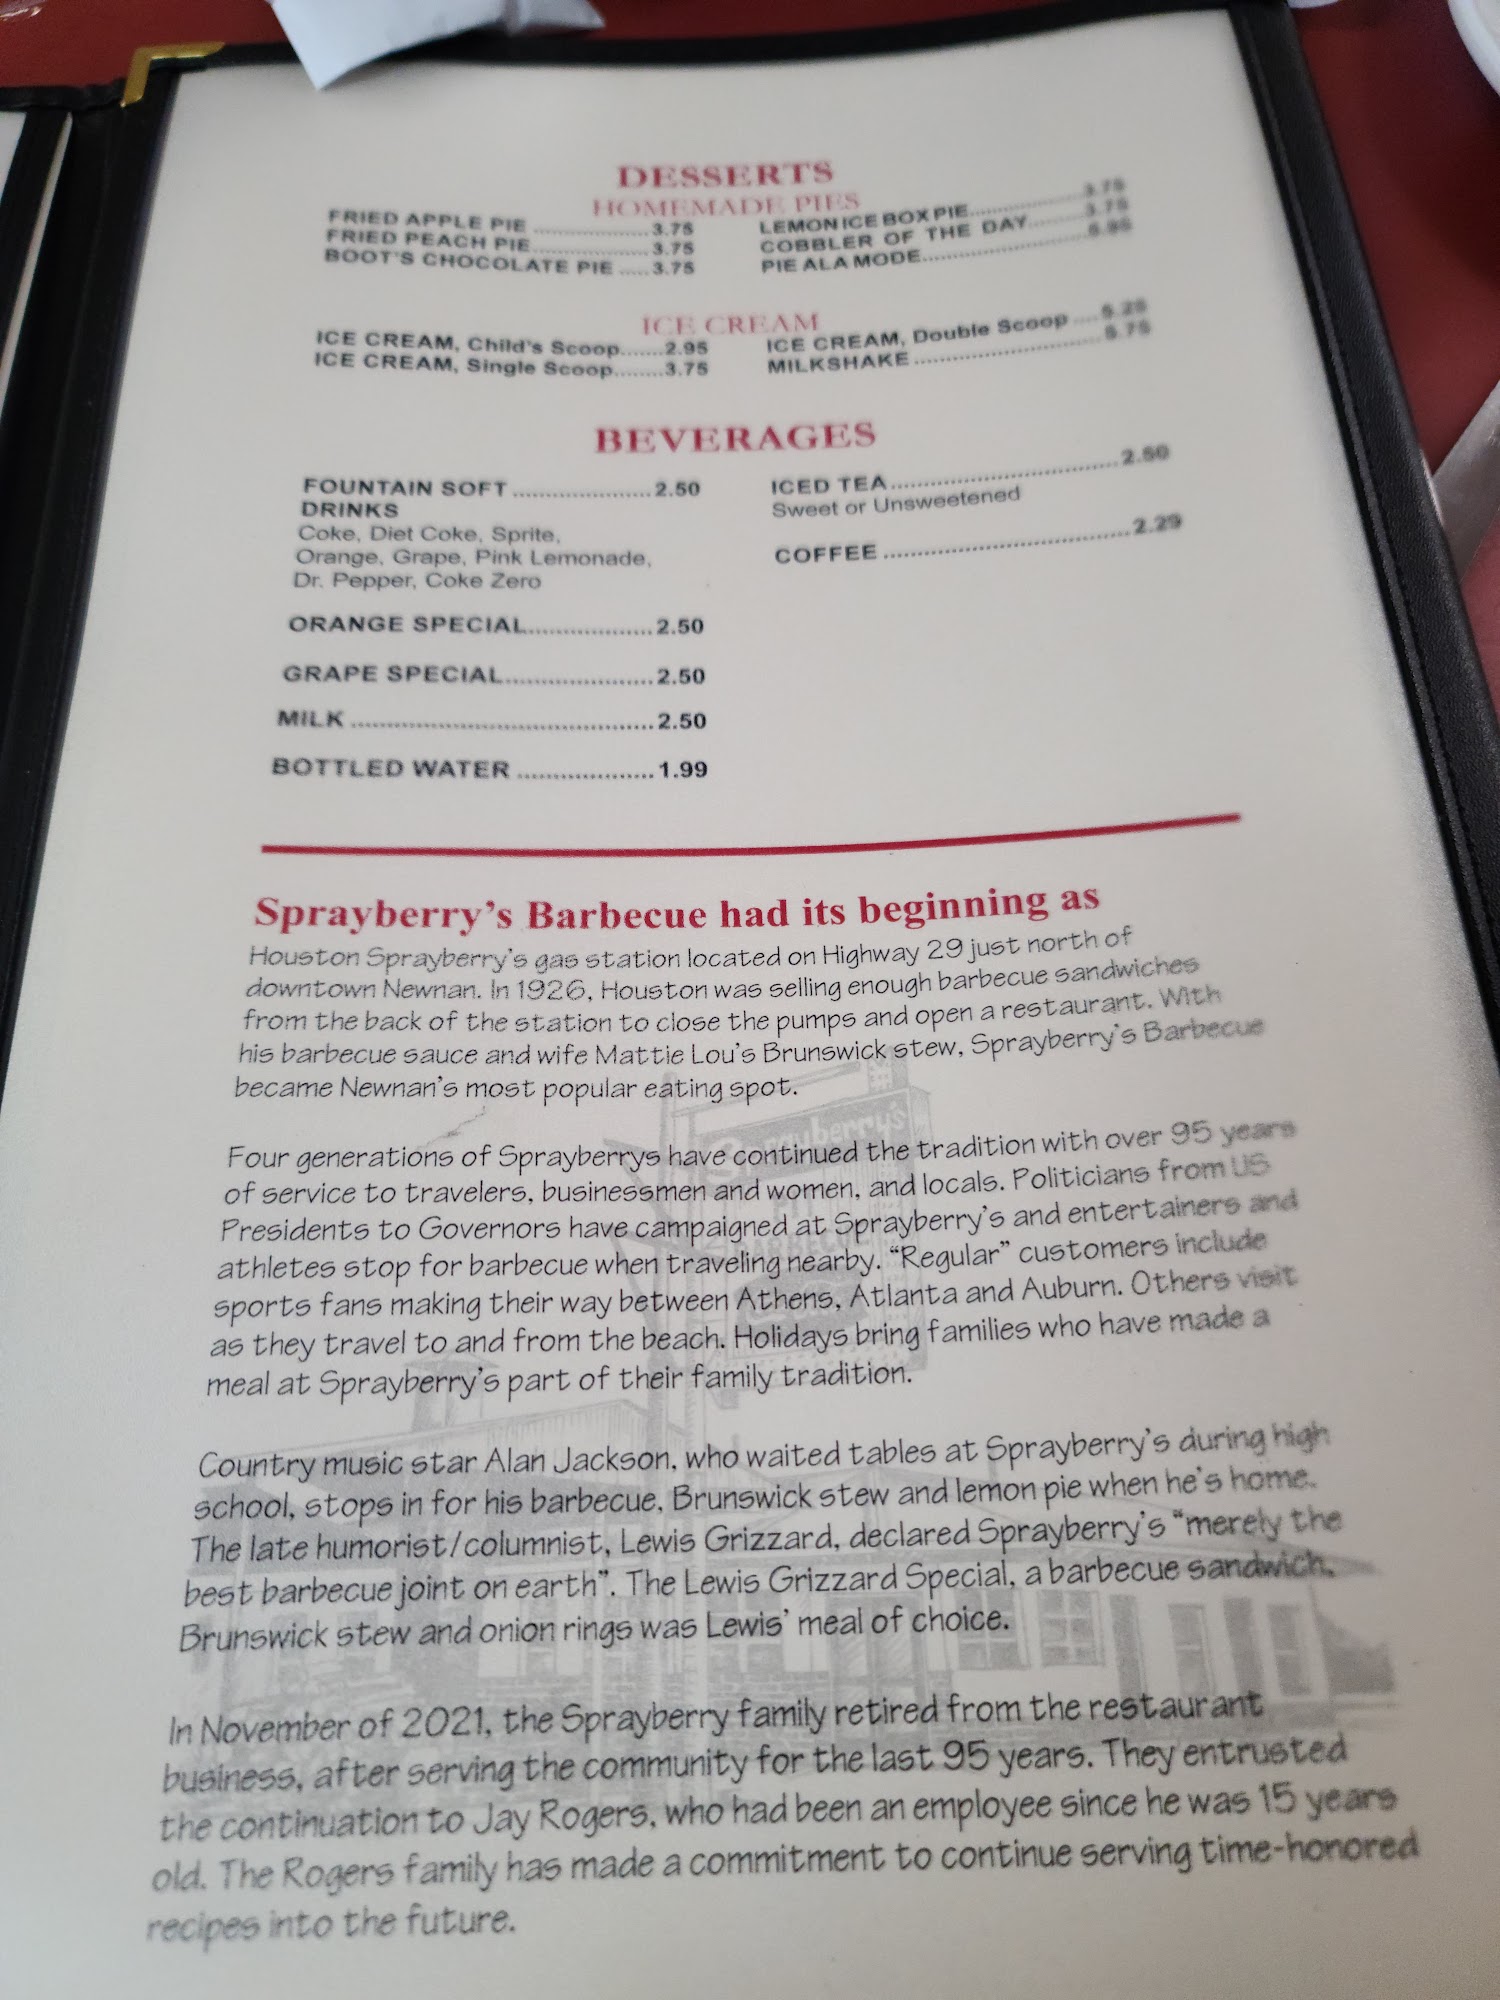 DESSERTS
HOMEMADE PIES
FRIED APPLE PIE ....................3.75
FRIED PEACH PIE.....................3.75
BOOT'S CHOCOLATE PIE .....3.75
LEMON ICE BOX PIE....................3.75
COBBLER OF THE DAY..........3.75
PIE ALA MODE..............................
ICE CREAM
ICE CREAM, Child's Scoop.......2.95
ICE CREAM, Single Scoop........3.75
ICE CREAM, Double Scoop ....5.25
MILKSHAKE ................................5.75
BEVERAGES
FOUNTAIN SOFT .....................2.50
DRINKS
Coke, Diet Coke, Sprite,
Orange, Grape, Pink Lemonade,
Dr. Pepper, Coke Zero
ORANGE SPECIAL...................2.50
GRAPE SPECIAL.......................2.50
MILK ..............................................2.50
BOTTLED WATER .....................1.99
ICED TEA...................................2.50
Sweet or Unsweetened
COFFEE ......................................2.29
Sprayberry's Barbecue had its beginning as
Houston Sprayberry's gas station located on Highway 29 just north of
downtown Newnan. In 1926, Houston was selling enough barbecue sandwiches
from the back of the station to close the pumps and open a restaurant. With
his barbecue sauce and wife Mattie Lou's Brunswick stew, Sprayberry's Barbecue
became Newnan's most popular eating spot.
Four generations of Sprayberrys have continued the tradition with over 95 years
of service to travelers, businessmen and women, and locals. Politicians from US
Presidents to Governors have campaigned at Sprayberry's and entertainers and
athletes stop for barbecue when traveling nearby. "Regular" customers include
sports fans making their way between Athens, Atlanta and Auburn. Others visit
as they travel to and from the beach. Holidays bring families who have made a
meal at Sprayberry's part of their family tradition.
Country music star Alan Jackson, who waited tables at Sprayberry's during high
school, stops in for his barbecue, Brunswick stew and lemon pie when he's home.
The late humorist/columnist, Lewis Grizzard, declared Sprayberry's "merely the
best barbecue joint on earth". The Lewis Grizzard Special, a barbecue sandwich,
Brunswick stew and onion rings was Lewis' meal of choice.
In November of 2021, the Sprayberry family retired from the restaurant
business, after serving the community for the last 95 years. They entrusted
the continuation to Jay Rogers, who had been an employee since he was 15 years
old. The Rogers family has made a commitment to continue serving time-honored
recipes into the future.